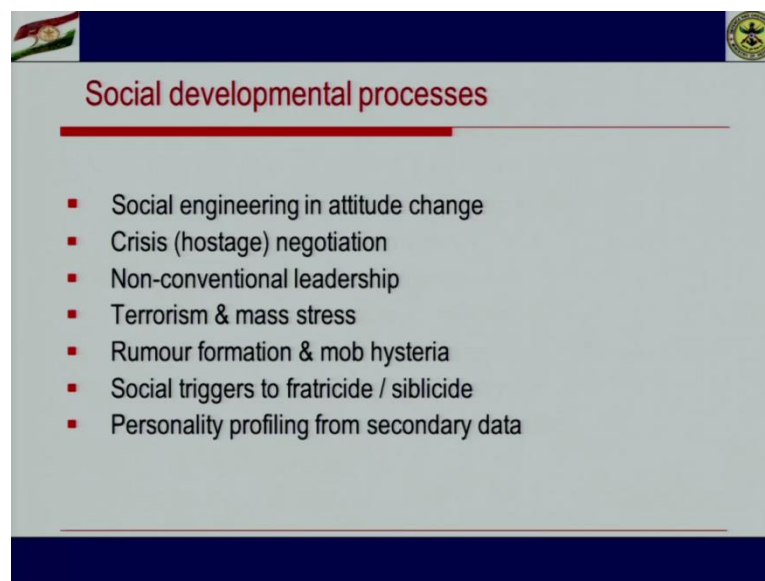 Social developmental processes
Social engineering in attitude change
Crisis (hostage) negotiation
Non-conventional leadership
Terrorism & mass stress
Rumour formation & mob hysteria
Social triggers to fratricide / siblicide
Personality profiling from secondary data